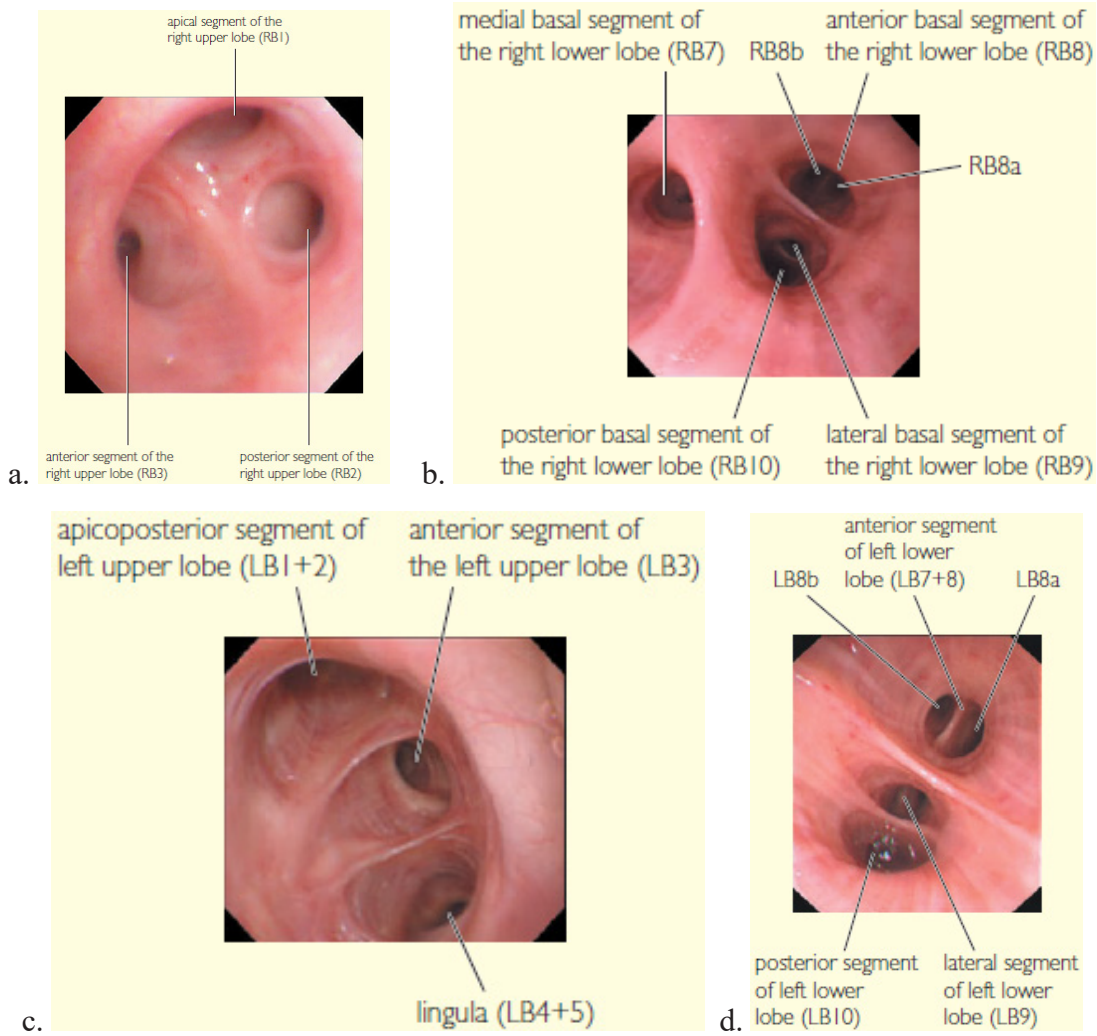 apical segment of the
right upper lobe (RB1)
anterior segment of the
right upper lobe (RB3)
posterior segment of the
right upper lobe (RB2)
a.
medial basal segment of
the right lower lobe (RB7)
RB8b
anterior basal segment of
the right lower lobe (RB8)
RB8a
posterior basal segment of
the right lower lobe (RB10)
lateral basal segment of
the right lower lobe (RB9)
b.
apicoposterior segment of
left upper lobe (LB1+2)
anterior segment of
the left upper lobe (LB3)
lingula (LB4+5)
c.
anterior segment
of left lower
lobe (LB7+8)
LB8b
LB8a
posterior segment
of left lower
lobe (LB10)
lateral segment
of left lower
lobe (LB9)
d.